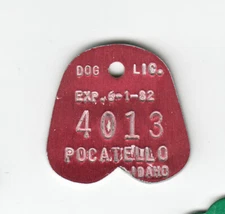 DOG LIC.
EXP. 6-1-82
4013
POCATELLO
IDAHO